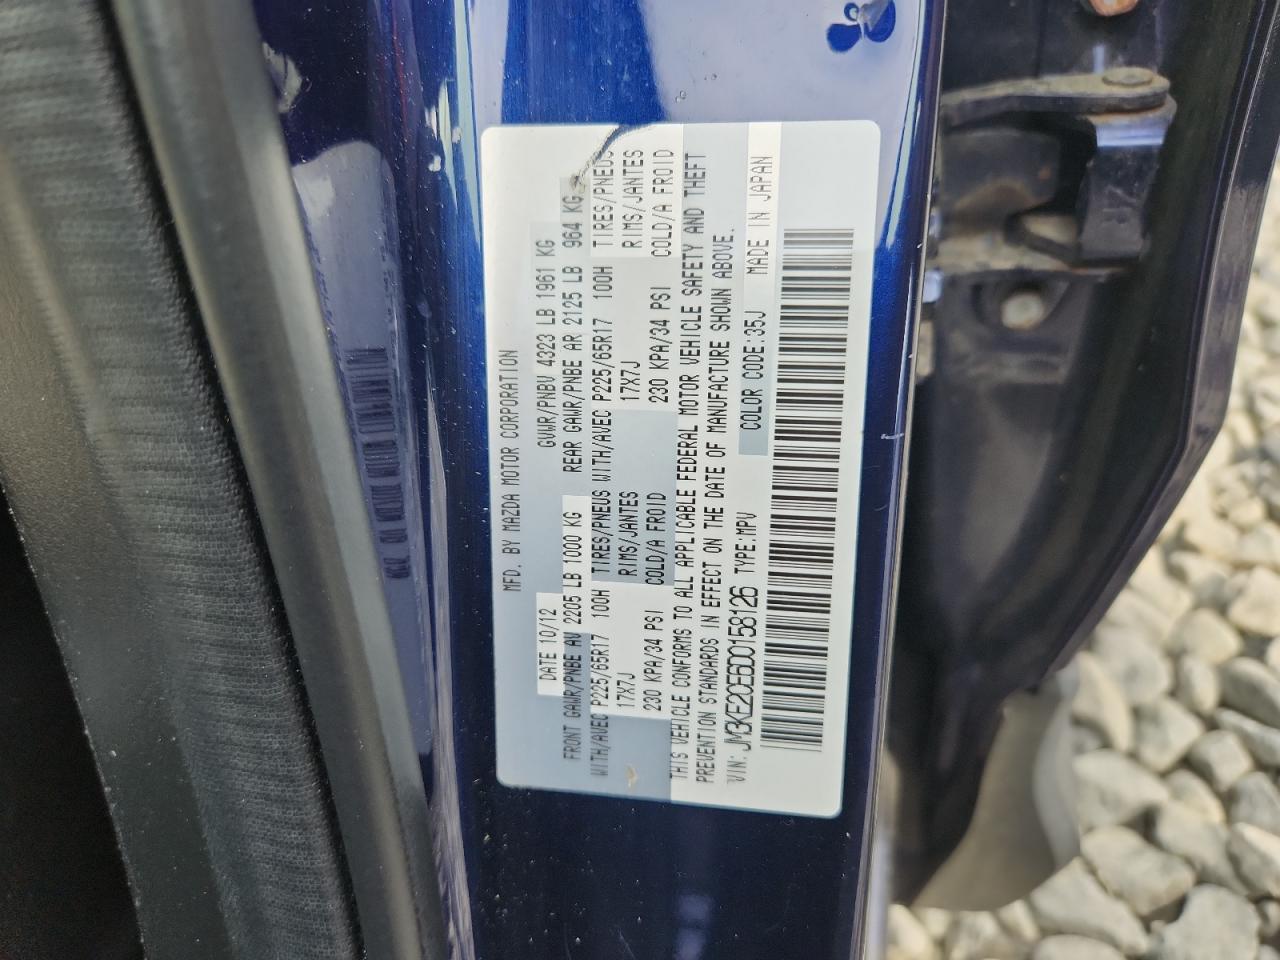 MFD. BY MAZDA MOTOR CORPORATION
DATE 10/12 GVWR/PNBV 4323 LB 1961 KG
FRONT GAWR/PNBE AV 2205 LB 1000 KG REAR GAWR/PNBE AR 2125 LB 964 KG
WITH/AVEC P225/65R17 100H TIRES/PNEUS WITH/AVEC P225/65R17 100H TIRES/PNEUS
17X7J RIMS/JANTES 17X7J RIMS/JANTES
230 KPA/34 PSI COLD/A FROID 230 KPA/34 PSI COLD/A FROID
THIS VEHICLE CONFORMS TO ALL APPLICABLE FEDERAL MOTOR VEHICLE SAFETY AND THEFT
PREVENTION STANDARDS IN EFFECT ON THE DATE OF MANUFACTURE SHOWN ABOVE.
VIN: JM3KE2CE6D0158126 TYPE:MPV COLOR CODE:35J MADE IN JAPAN